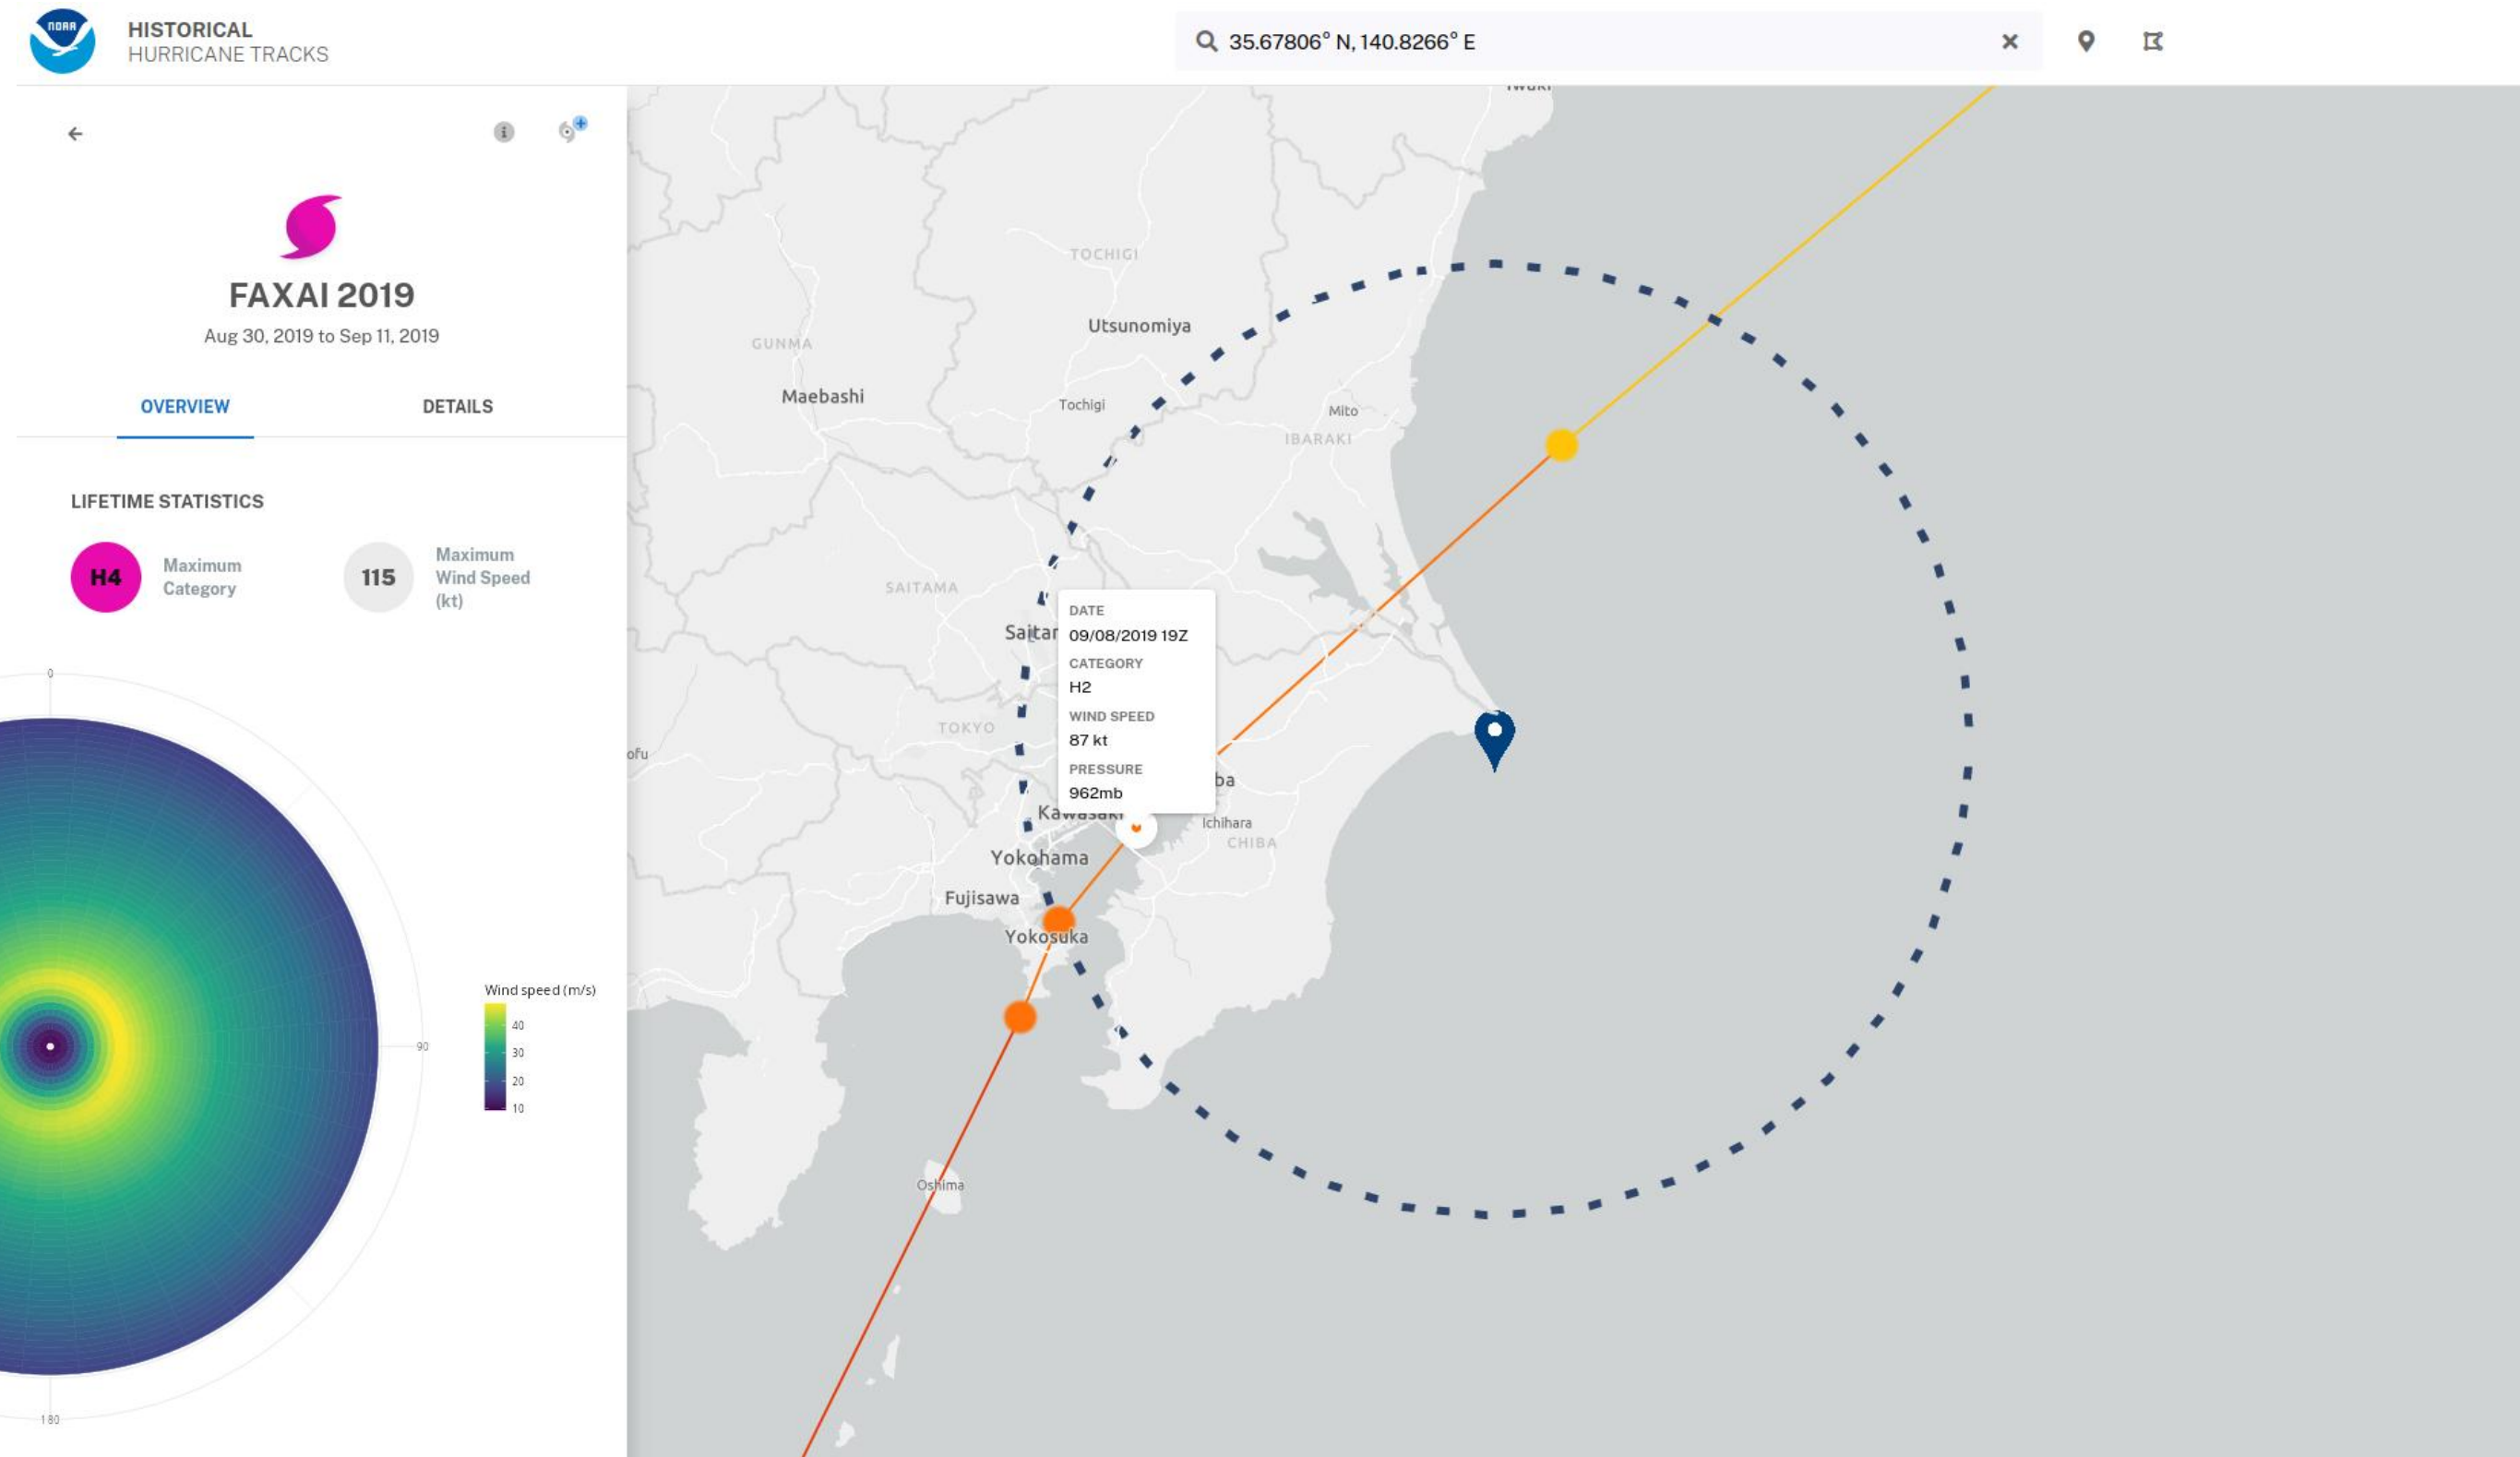 NOAA
HISTORICAL
HURRICANE TRACKS
35.67806° N, 140.8266° E
FAXAI 2019
Aug 30, 2019 to Sep 11, 2019
OVERVIEW
DETAILS
LIFETIME STATISTICS
H4
Maximum
Category
115
Maximum
Wind Speed
(kt)
0
90
180
Wind speed (m/s)
40
30
20
10
TOCHIGI
Utsunomiya
GUNMA
Maebashi
Tochigi
Mito
IBARAKI
SAITAMA
TOKYO
ofu
DATE
09/08/2019 19Z
CATEGORY
H2
WIND SPEED
87 kt
PRESSURE
962mb
ba
Kawasaki
Ichihara
CHIBA
Yokohama
Fujisawa
Yokosuka
Oshima